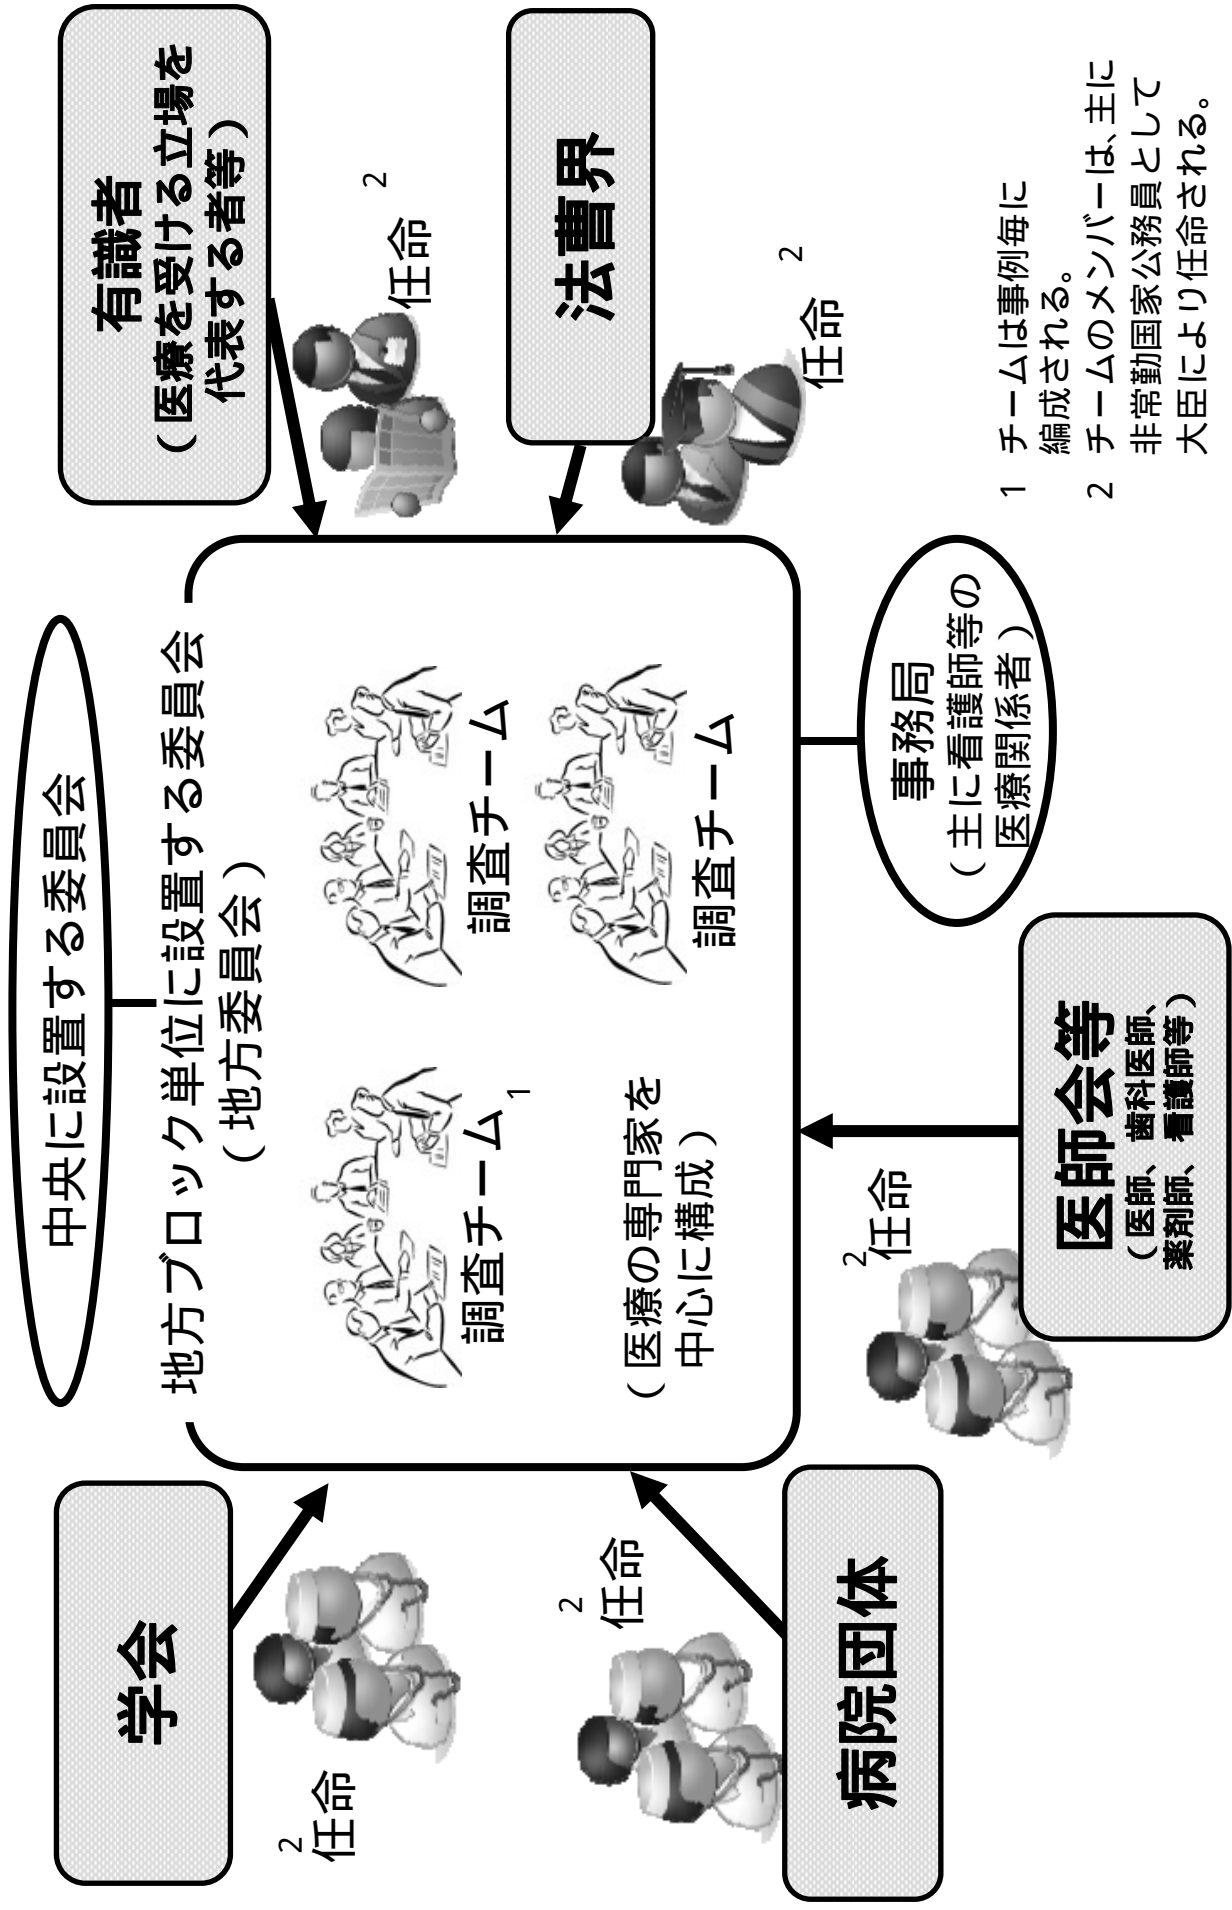 中央に設置する委員会
地方ブロック単位に設置する委員会
(地方委員会)
学会
2
任命
有識者
(医療を受ける立場を
代表する者等)
2
任命
調査チーム 1
調査チーム
(医療の専門家を
中心に構成)
調査チーム
病院団体
2
任命
法曹界
2
任命
医師会等
(医師、歯科医師、
薬剤師、看護師等)
2
任命
事務局
(主に看護師等の
医療関係者)
1 チームは事例毎に
編成される。
2 チームのメンバーは、主に
非常勤国家公務員として
大臣により任命される。